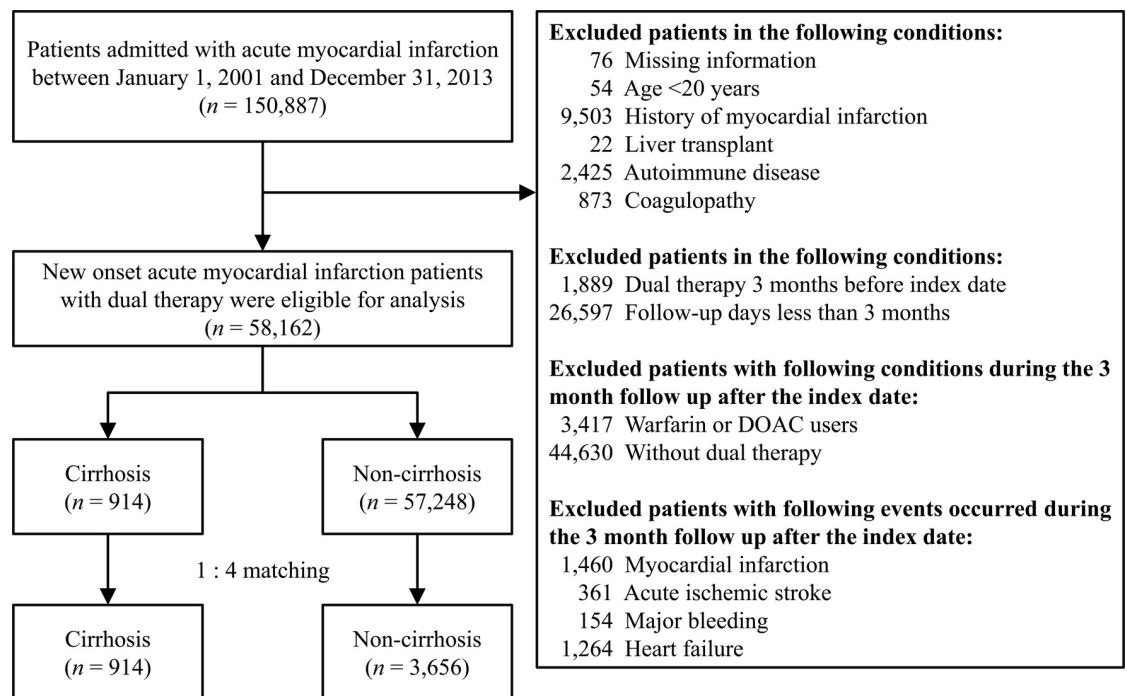 Patients admitted with acute myocardial infarction
between January 1, 2001 and December 31, 2013
(n = 150,887)
Excluded patients in the following conditions:
76 Missing information
54 Age <20 years
9,503 History of myocardial infarction
22 Liver transplant
2,425 Autoimmune disease
873 Coagulopathy
Excluded patients in the following conditions:
1,889 Dual therapy 3 months before index date
26,597 Follow-up days less than 3 months
Excluded patients with following conditions during the 3
month follow up after the index date:
3,417 Warfarin or DOAC users
44,630 Without dual therapy
Excluded patients with following events occurred during
the 3 month follow up after the index date:
1,460 Myocardial infarction
361 Acute ischemic stroke
154 Major bleeding
1,264 Heart failure
New onset acute myocardial infarction patients
with dual therapy were eligible for analysis
(n = 58,162)
Cirrhosis
(n = 914)
Non-cirrhosis
(n = 57,248)
1 : 4 matching
Cirrhosis
(n = 914)
Non-cirrhosis
(n = 3,656)